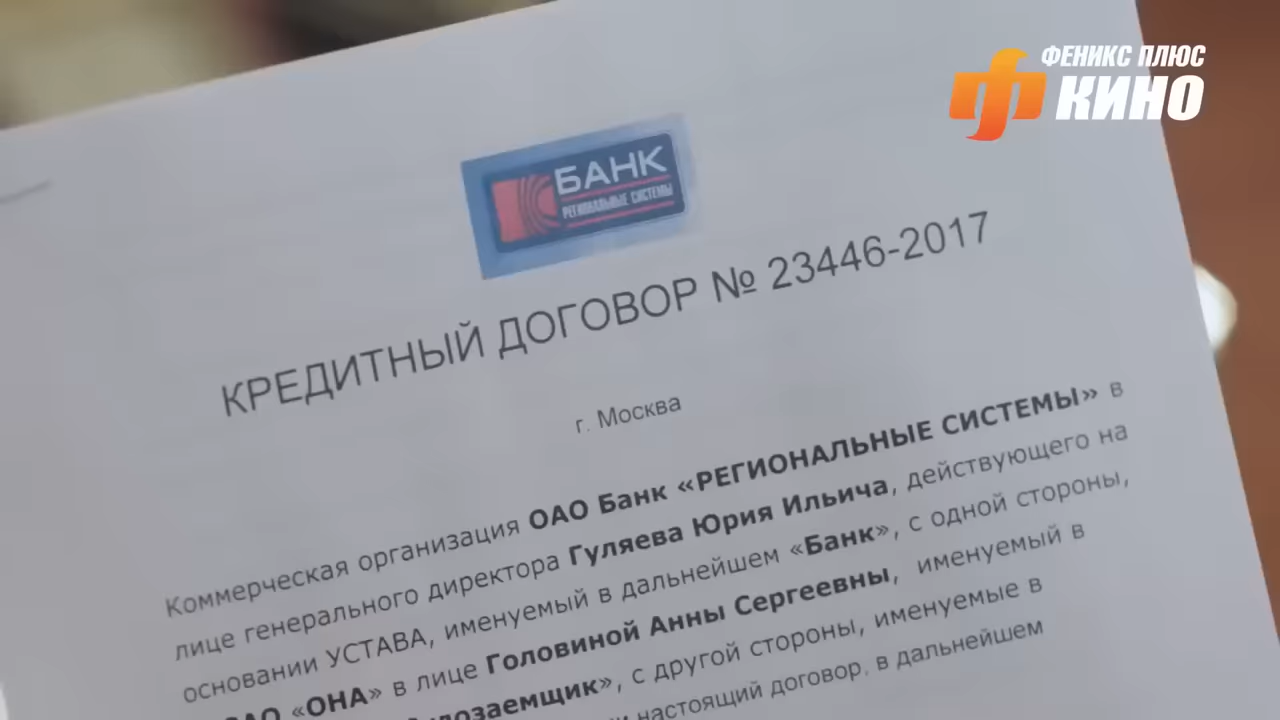 ФЕНИКС ПЛЮС
КИНО
БАНК
РЕГИОНАЛЬНЫЕ СИСТЕМЫ
КРЕДИТНЫЙ ДОГОВОР № 23446-2017
г. Москва
Коммерческая организация ОАО Банк «РЕГИОНАЛЬНЫЕ СИСТЕМЫ» в
лице генерального директора Гуляева Юрия Ильича, действующего на
основании УСТАВА, именуемый в дальнейшем «Банк», с одной стороны,
«ОНА» в лице Головиной Анны Сергеевны, именуемый в
с другой стороны, именуемые в
настоящий договор, в дальнейшем